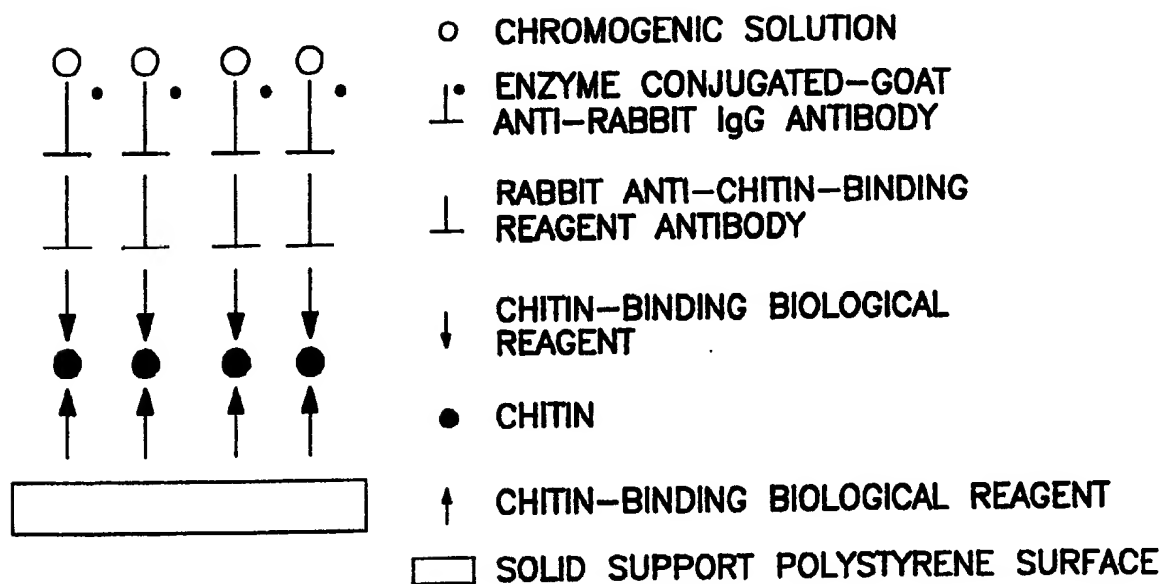 CHROMOGENIC SOLUTION
ENZYME CONJUGATED-GOAT
ANTI-RABBIT IgG ANTIBODY
RABBIT ANTI-CHITIN-BINDING
REAGENT ANTIBODY
CHITIN-BINDING BIOLOGICAL
REAGENT
CHITIN
CHITIN-BINDING BIOLOGICAL REAGENT
SOLID SUPPORT POLYSTYRENE SURFACE